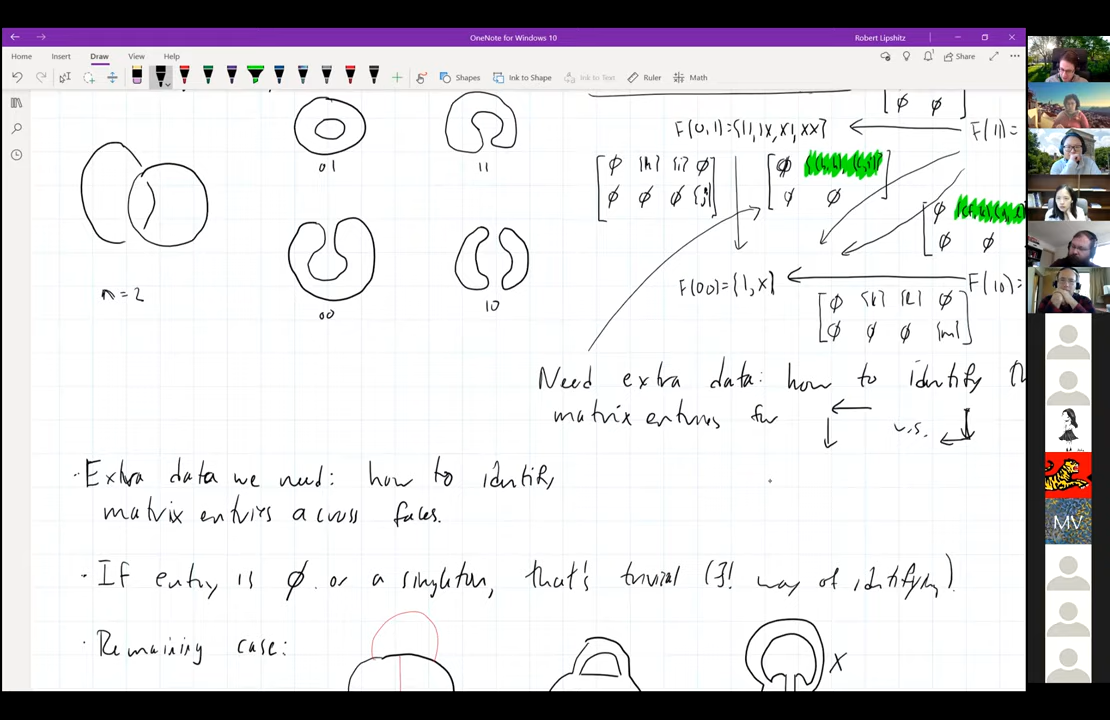 OneNote for Windows 10
Robert Lipshitz
Home Insert Draw View Help
Share
Shapes Ink to Shape Ink to Text Ruler Math
01
11
00
10
n = 2
F(0,1) = {11, 1x, x1, xx}
F(11) =
[ϕ {h} {i} ϕ
ϕ ϕ ϕ {j}]
[ϕ
ϕ ϕ]
[ϕ
ϕ ϕ]
ϕ ϕ]
F(00) = {1, x}
F(10) =
[ϕ {k} {l} ϕ
ϕ ϕ ϕ {m}]
Need extra data: how to identify
matrix entries for
v.s.
· Extra data we need: how to identify
matrix entries across faces.
· If entry is ϕ or a singleton, that's trivial (∃! way of identifying).
· Remaining case:
X
MV